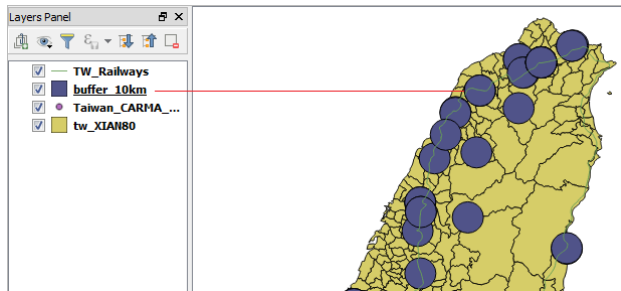 Layers Panel
TW_Railways
buffer_10km
Taiwan_CARMA_...
tw_XIAN80